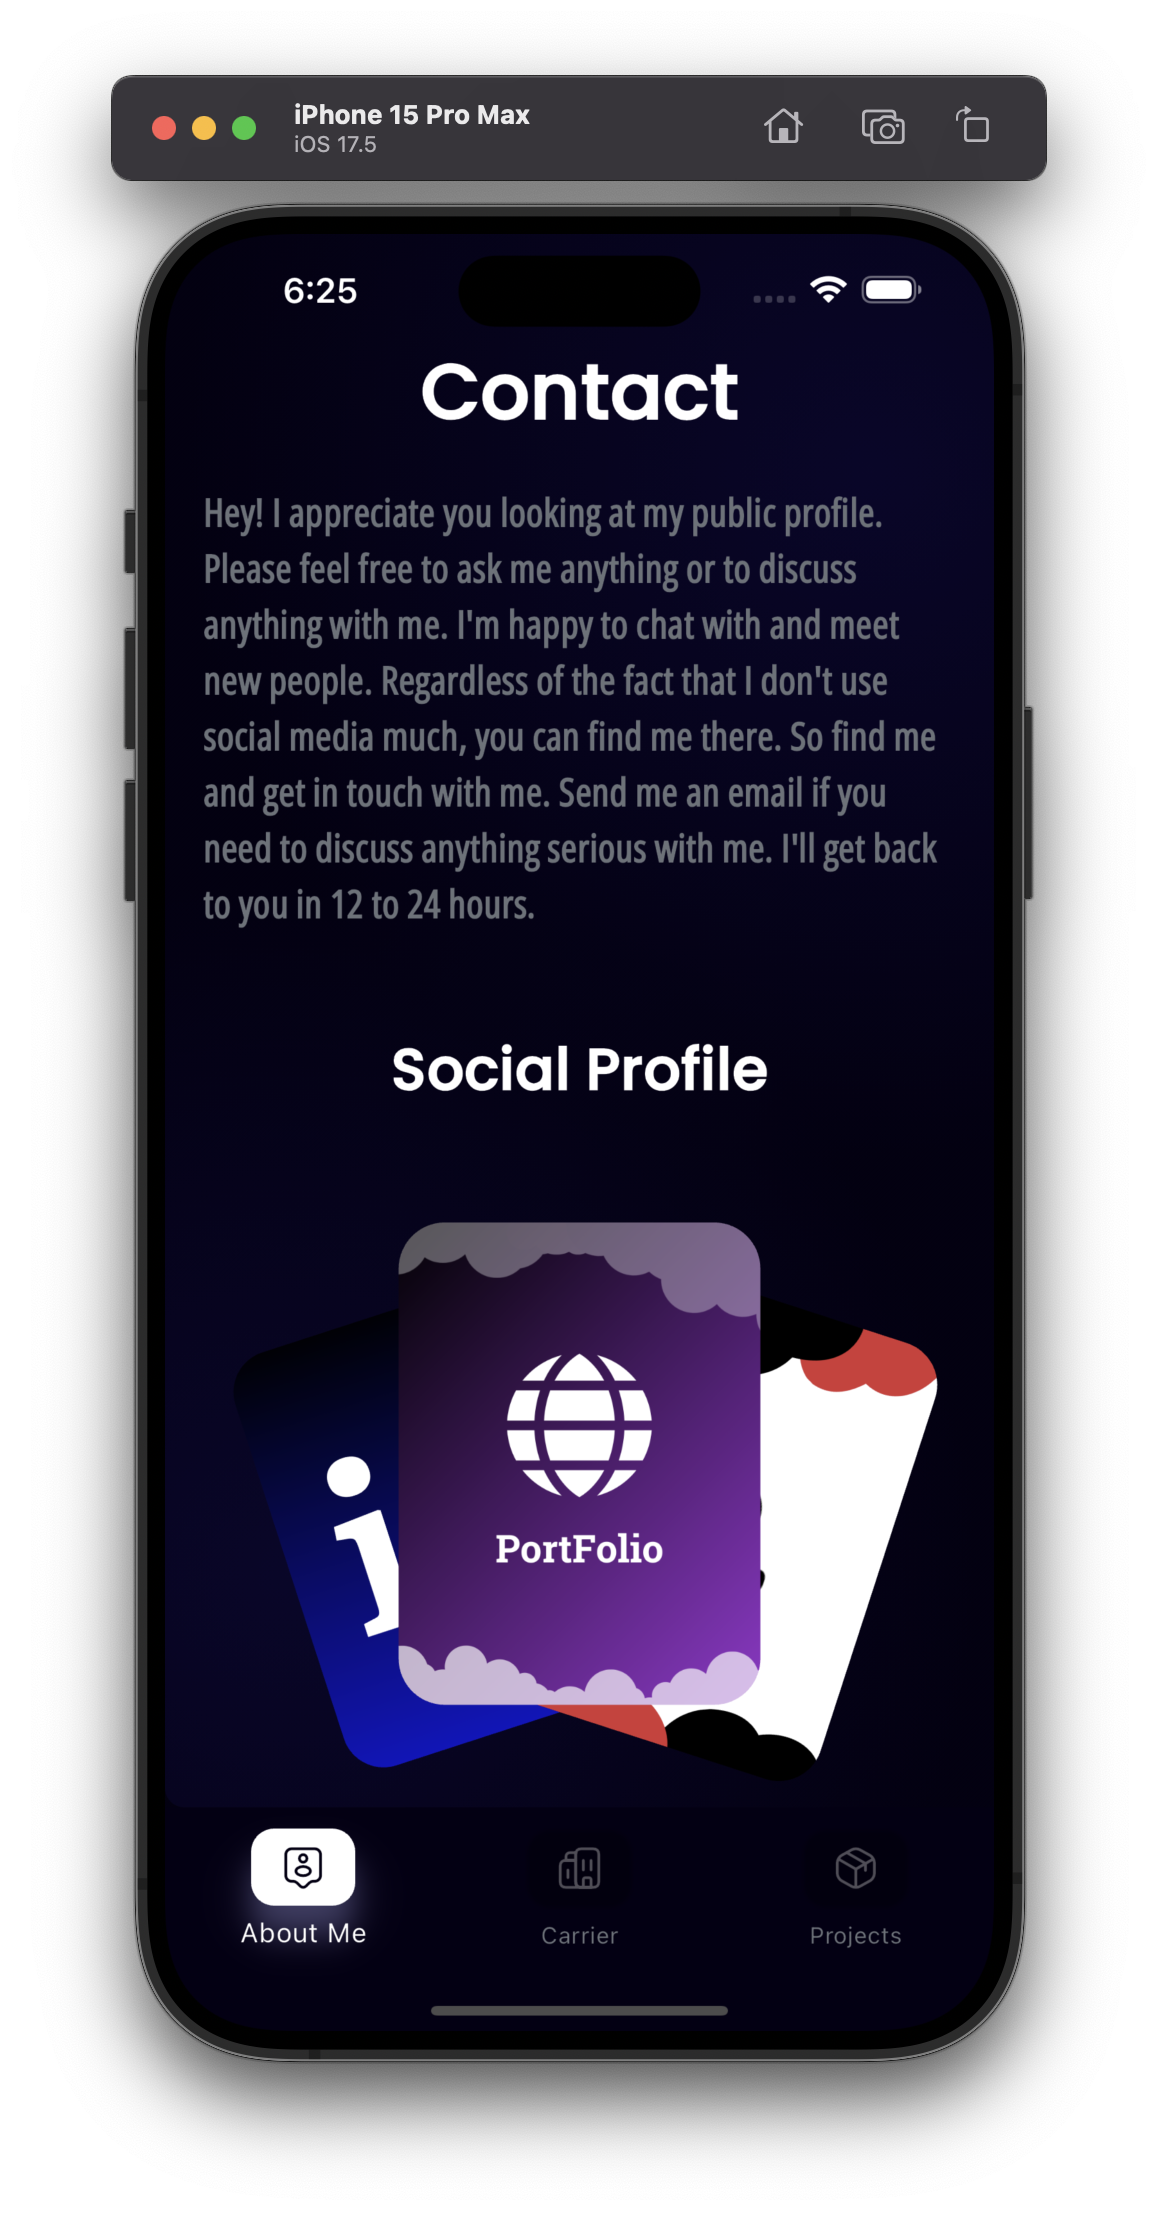 iPhone 15 Pro Max
iOS 17.5
6:25
Contact
Hey! I appreciate you looking at my public profile.
Please feel free to ask me anything or to discuss
anything with me. I'm happy to chat with and meet
new people. Regardless of the fact that I don't use
social media much, you can find me there. So find me
and get in touch with me. Send me an email if you
need to discuss anything serious with me. I'll get back
to you in 12 to 24 hours.
Social Profile
i
PortFolio
About Me
Carrier
Projects